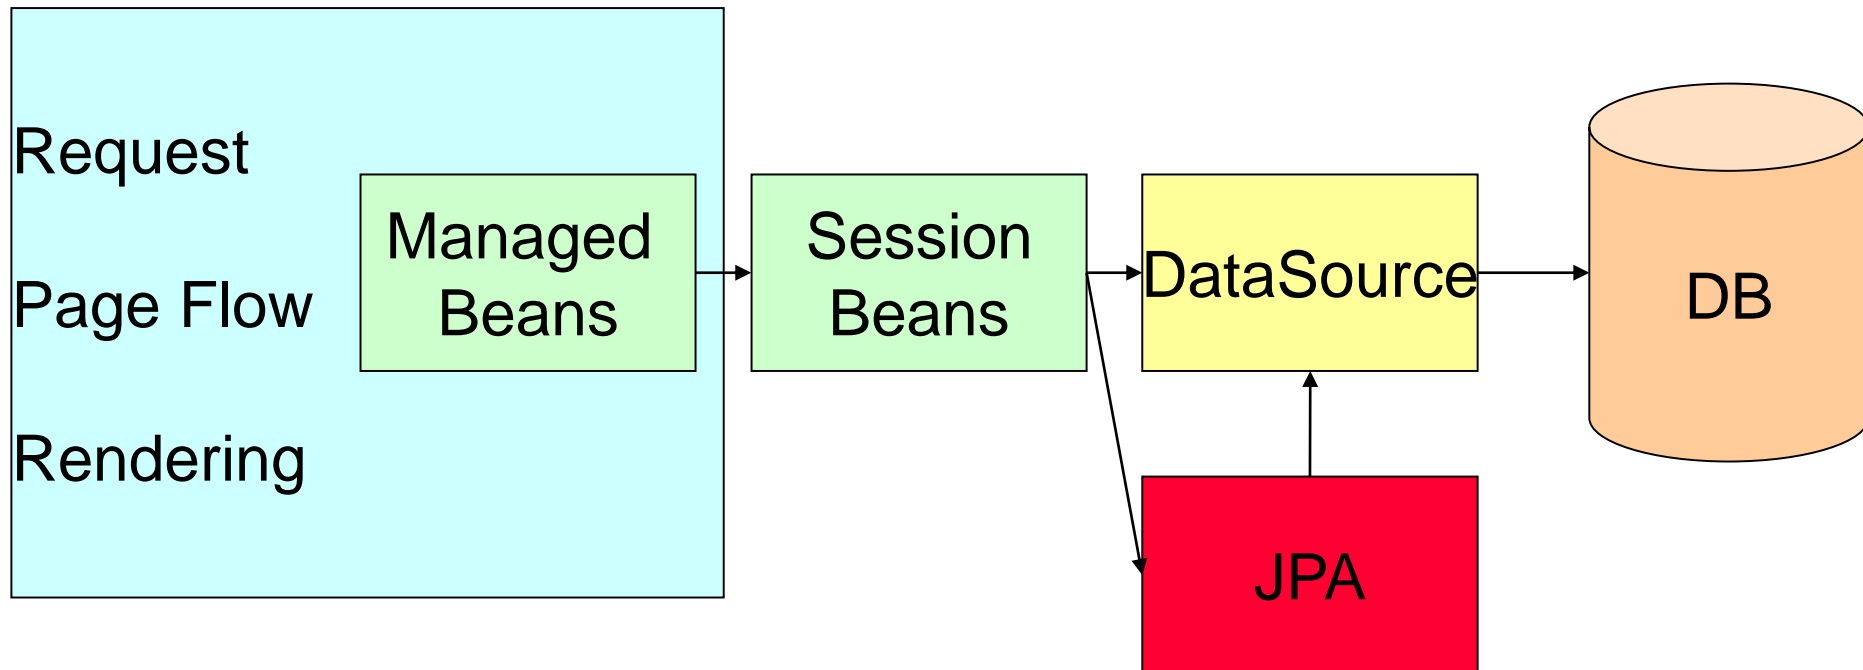 Request
Page Flow
Rendering
Managed
Beans
Session
Beans
DataSource
DB
JPA